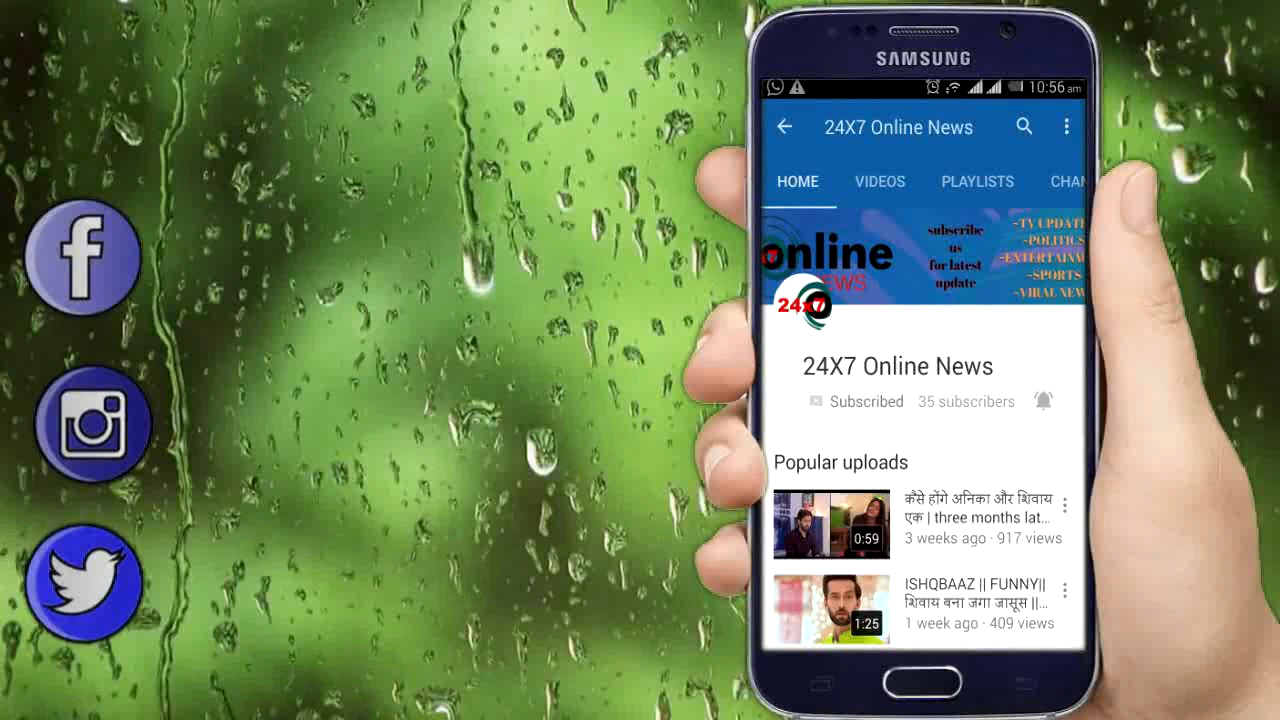 f
SAMSUNG
10:56 am
24X7 Online News
HOME VIDEOS PLAYLISTS CHAN
online
NEWS
24x7
subscribe
us
for latest
update
~TV UPDATE
~POLITICS
~ENTERTAINM
~SPORTS
~VIRAL NEW
24X7 Online News
Subscribed 35 subscribers
Popular uploads
0:59
कैसे होंगे अनिका और शिवाय
एक | three months lat...
3 weeks ago · 917 views
1:25
ISHQBAAZ || FUNNY||
शिवाय बना जगा जासूस ||...
1 week ago · 409 views